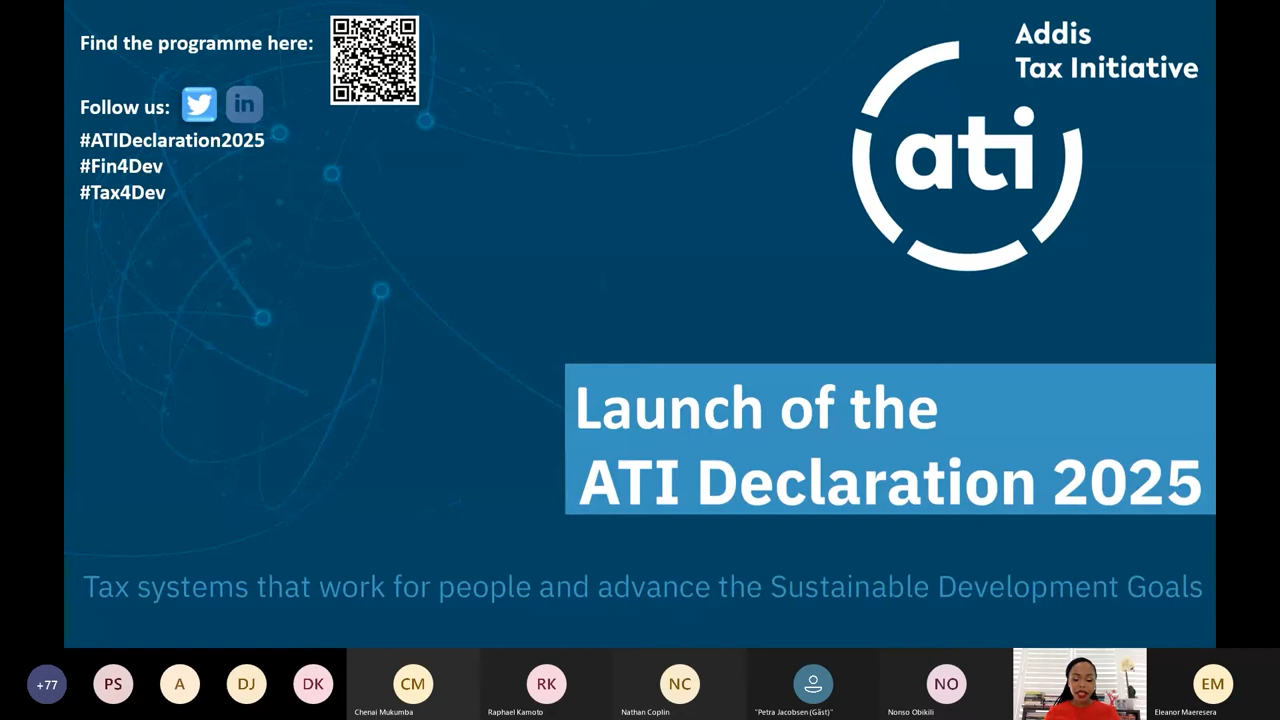 Find the programme here:
Follow us:
in
#ATIDeclaration2025
#Fin4Dev
#Tax4Dev
Addis
Tax Initiative
ati
Launch of the
ATI Declaration 2025
Tax systems that work for people and advance the Sustainable Development Goals
+77
PS
A
DJ
DK
CM
RK
NC
NO
EM
Chenai Mukumba
Raphael Kamoto
Nathan Coplin
"Petra Jacobsen (Gäst)"
Nonso Obikili
Eleanor Maeresera